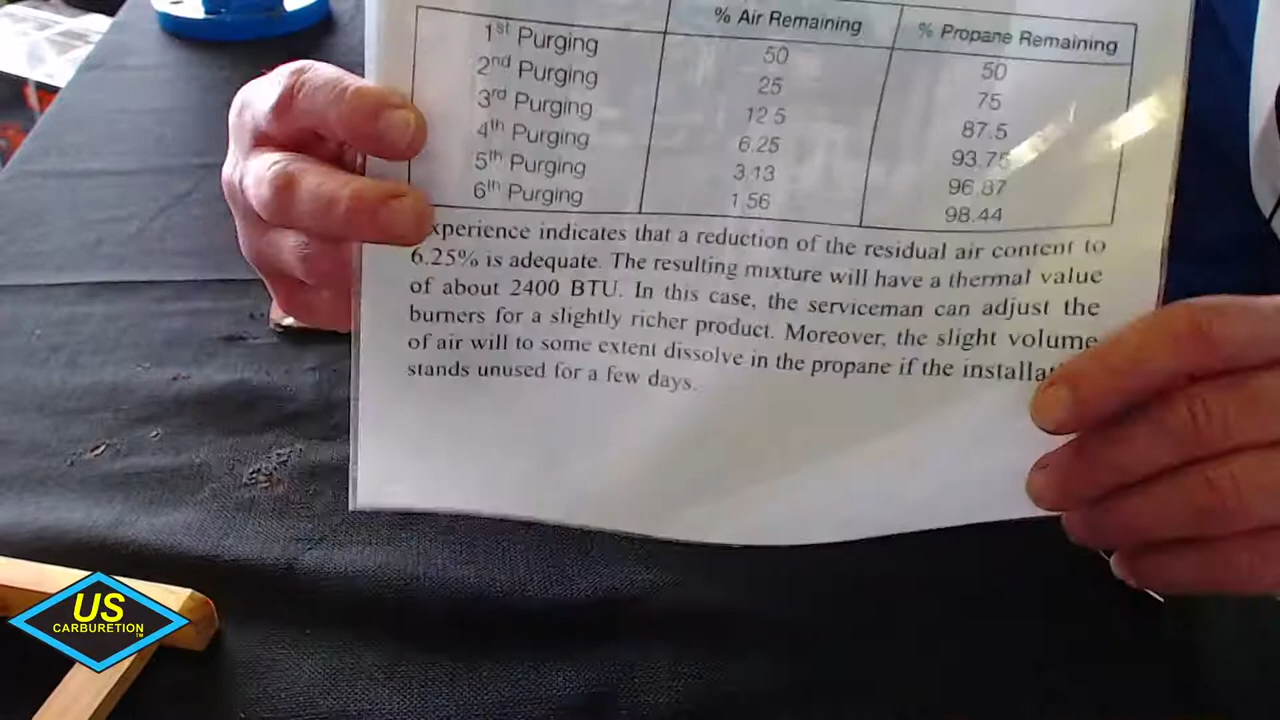 % Air Remaining % Propane Remaining
1st Purging 50 50
2nd Purging 25 75
3rd Purging 12.5 87.5
4th Purging 6.25 93.75
5th Purging 3.13 96.87
6th Purging 1.56 98.44
xperience indicates that a reduction of the residual air content to
6.25% is adequate. The resulting mixture will have a thermal value
of about 2400 BTU. In this case, the serviceman can adjust the
burners for a slightly richer product. Moreover, the slight volume
of air will to some extent dissolve in the propane if the
stands unused for a few days.
US
CARBURETION™